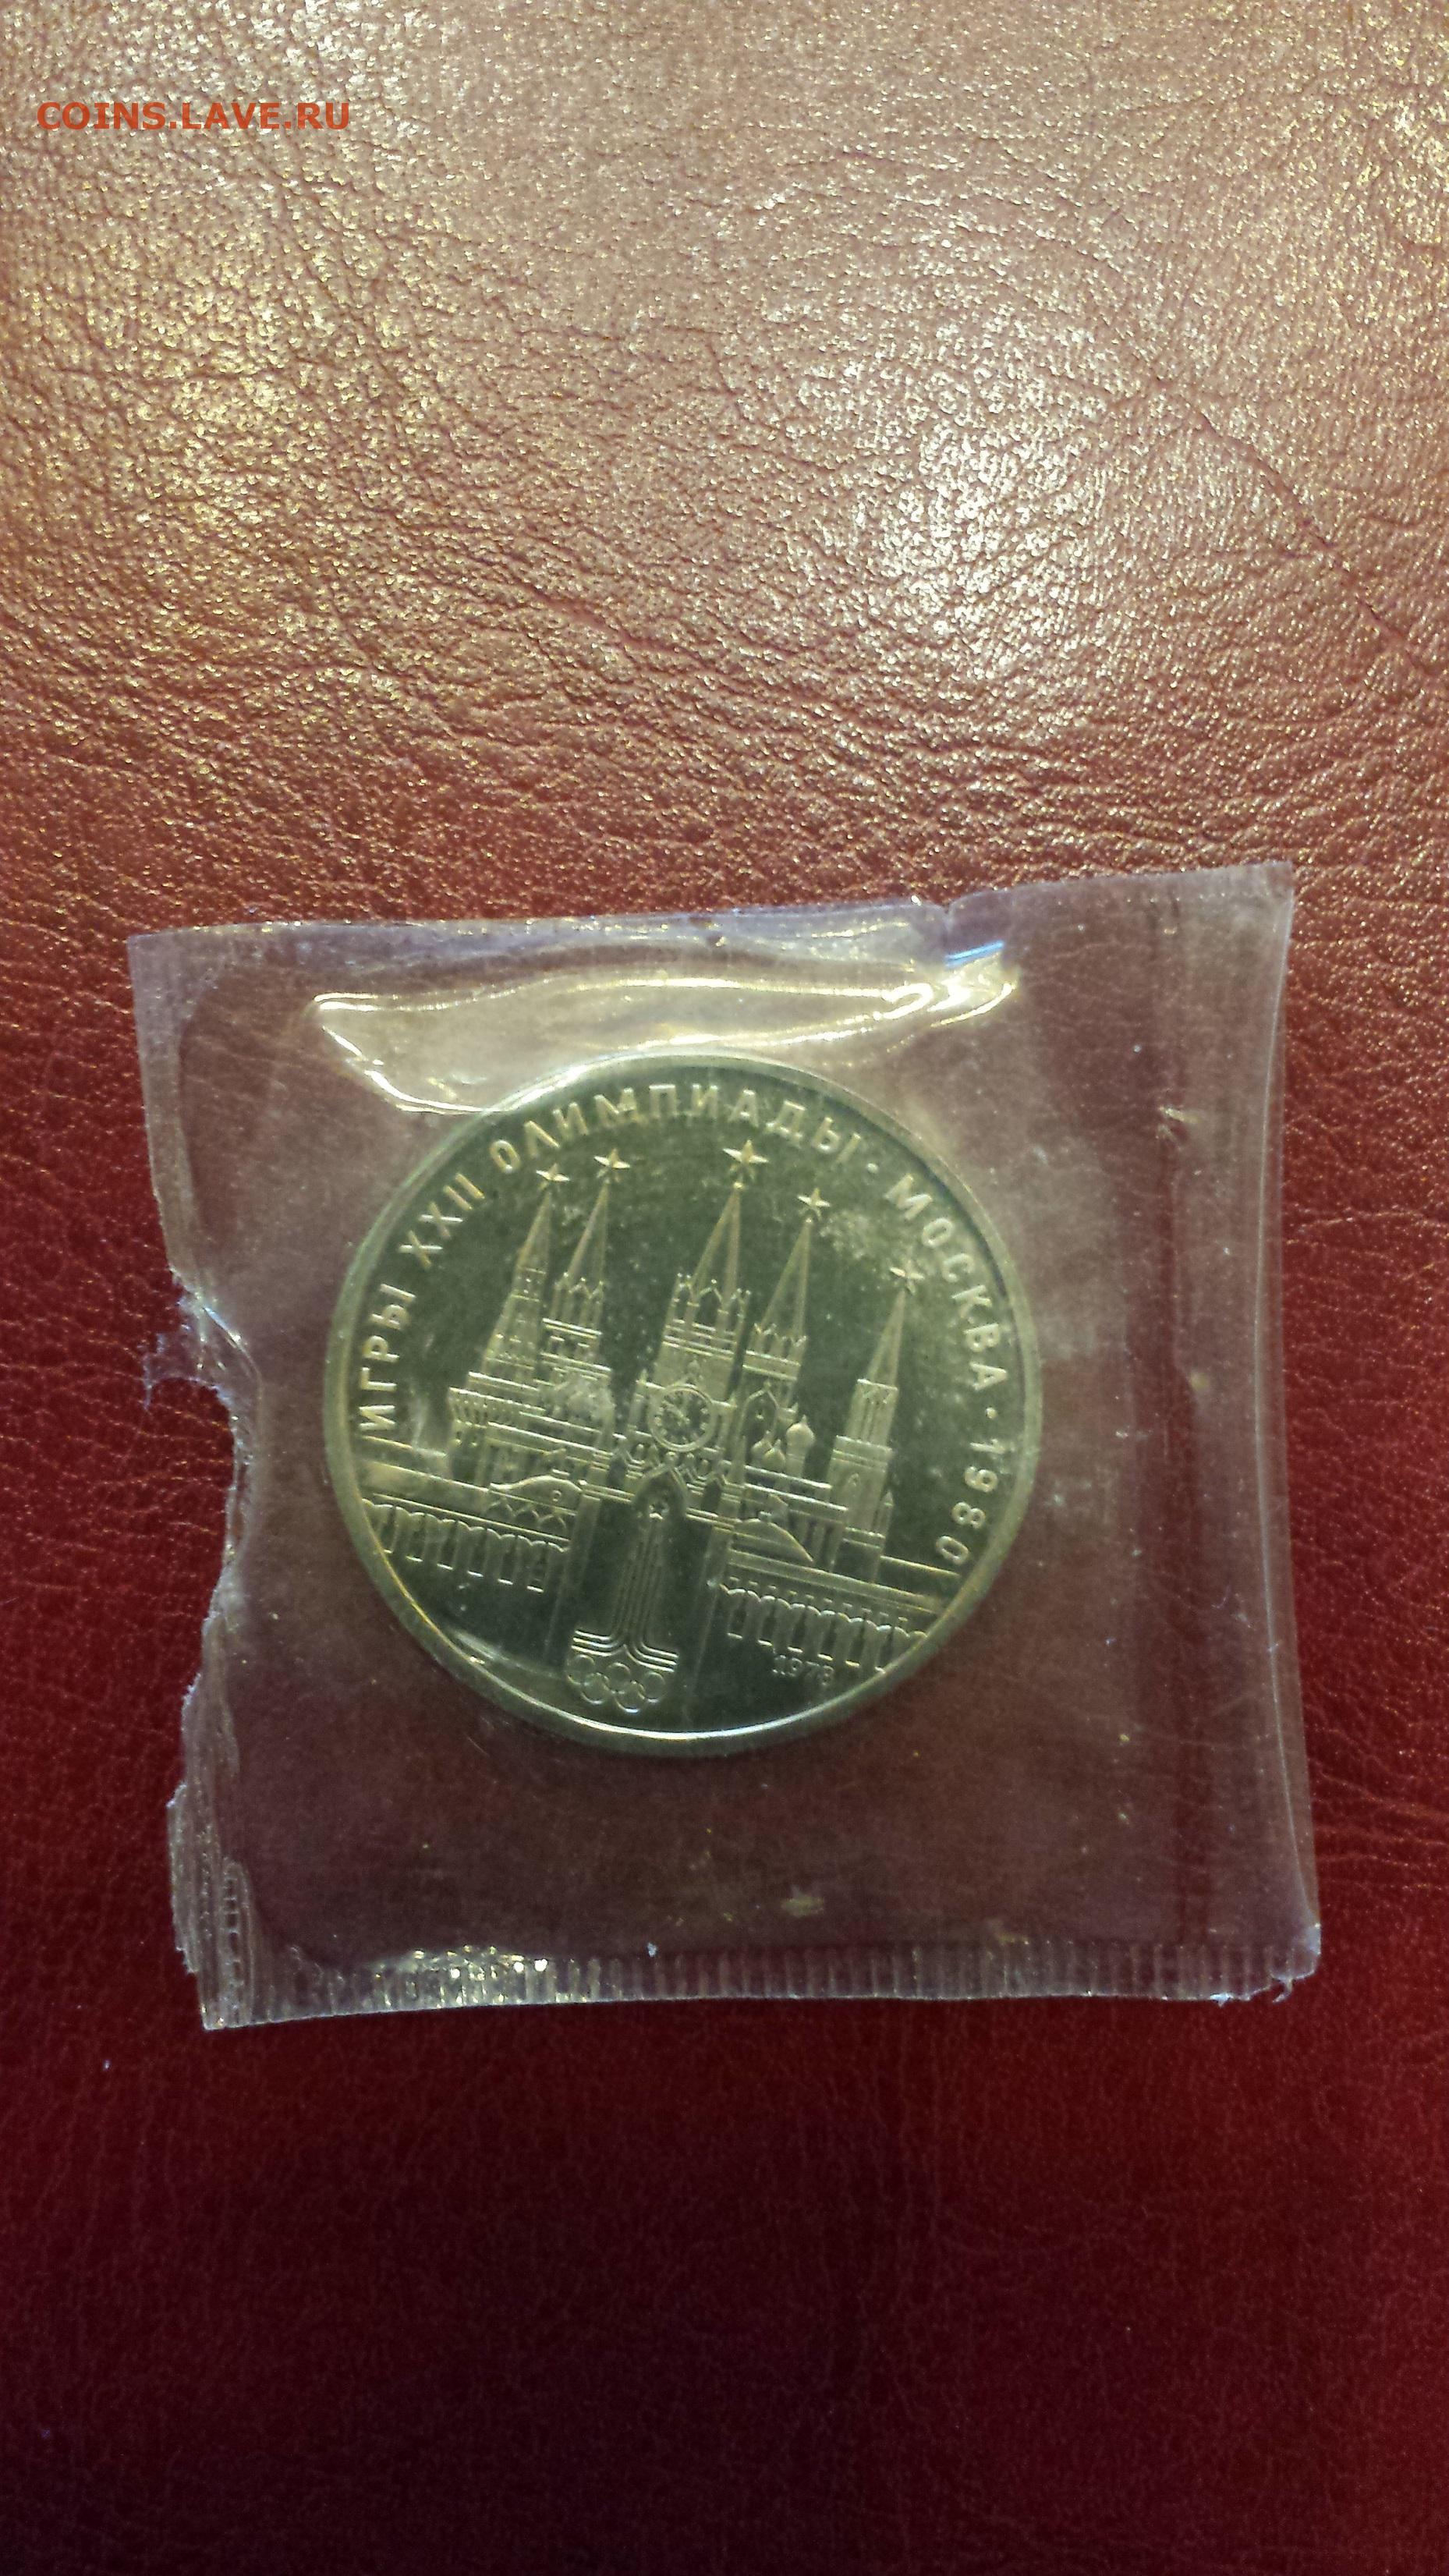 COINS.LAVE.RU
ИГРЫ XXII ОЛИМПИАДЫ · МОСКВА · 1980
1978